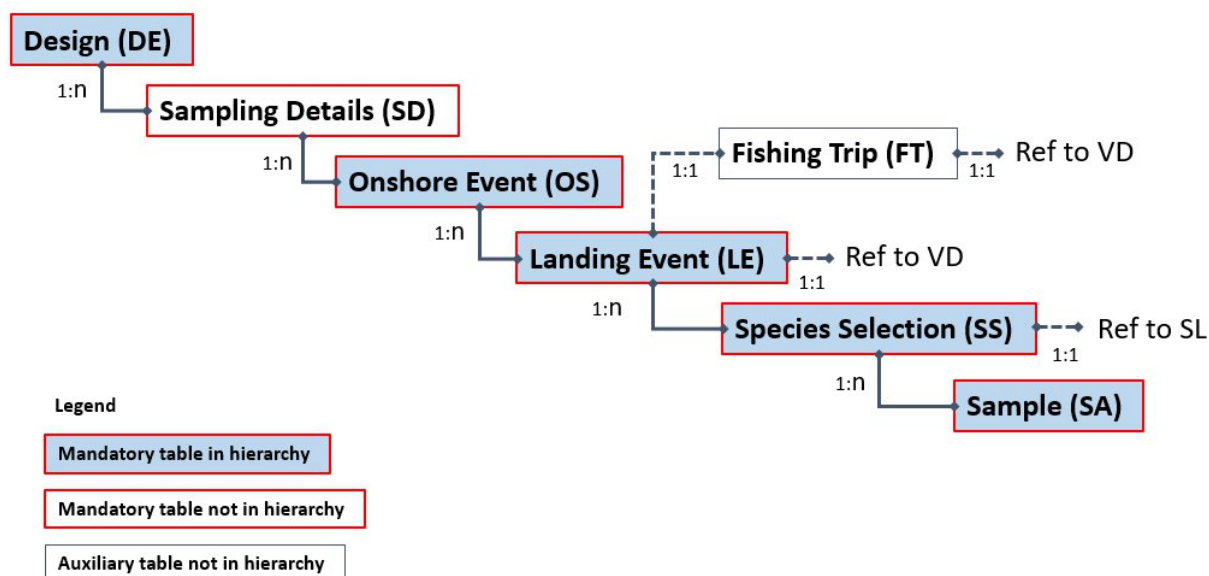 Design (DE)
1:n
Sampling Details (SD)
1:n
Fishing Trip (FT)
Ref to VD
1:1
1:1
Onshore Event (OS)
1:n
Landing Event (LE)
Ref to VD
1:1
1:n
Species Selection (SS)
Ref to SL
1:1
1:n
Sample (SA)
Legend
Mandatory table in hierarchy
Mandatory table not in hierarchy
Auxiliary table not in hierarchy